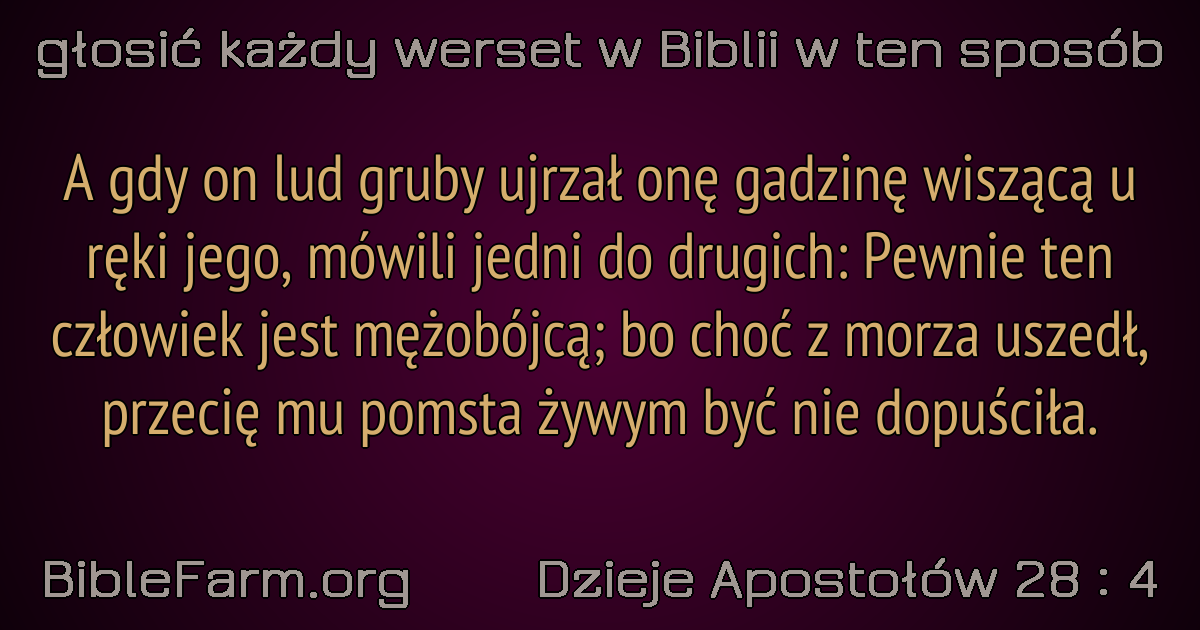 głosić każdy werset w Biblii w ten sposób
A gdy on lud gruby ujrzał onę gadzinę wiszącą u
ręki jego, mówili jedni do drugich: Pewnie ten
człowiek jest mężobójcą; bo choć z morza uszedł,
przecię mu pomsta żywym być nie dopuściła.
BibleFarm.org
Dzieje Apostołów 28 : 4